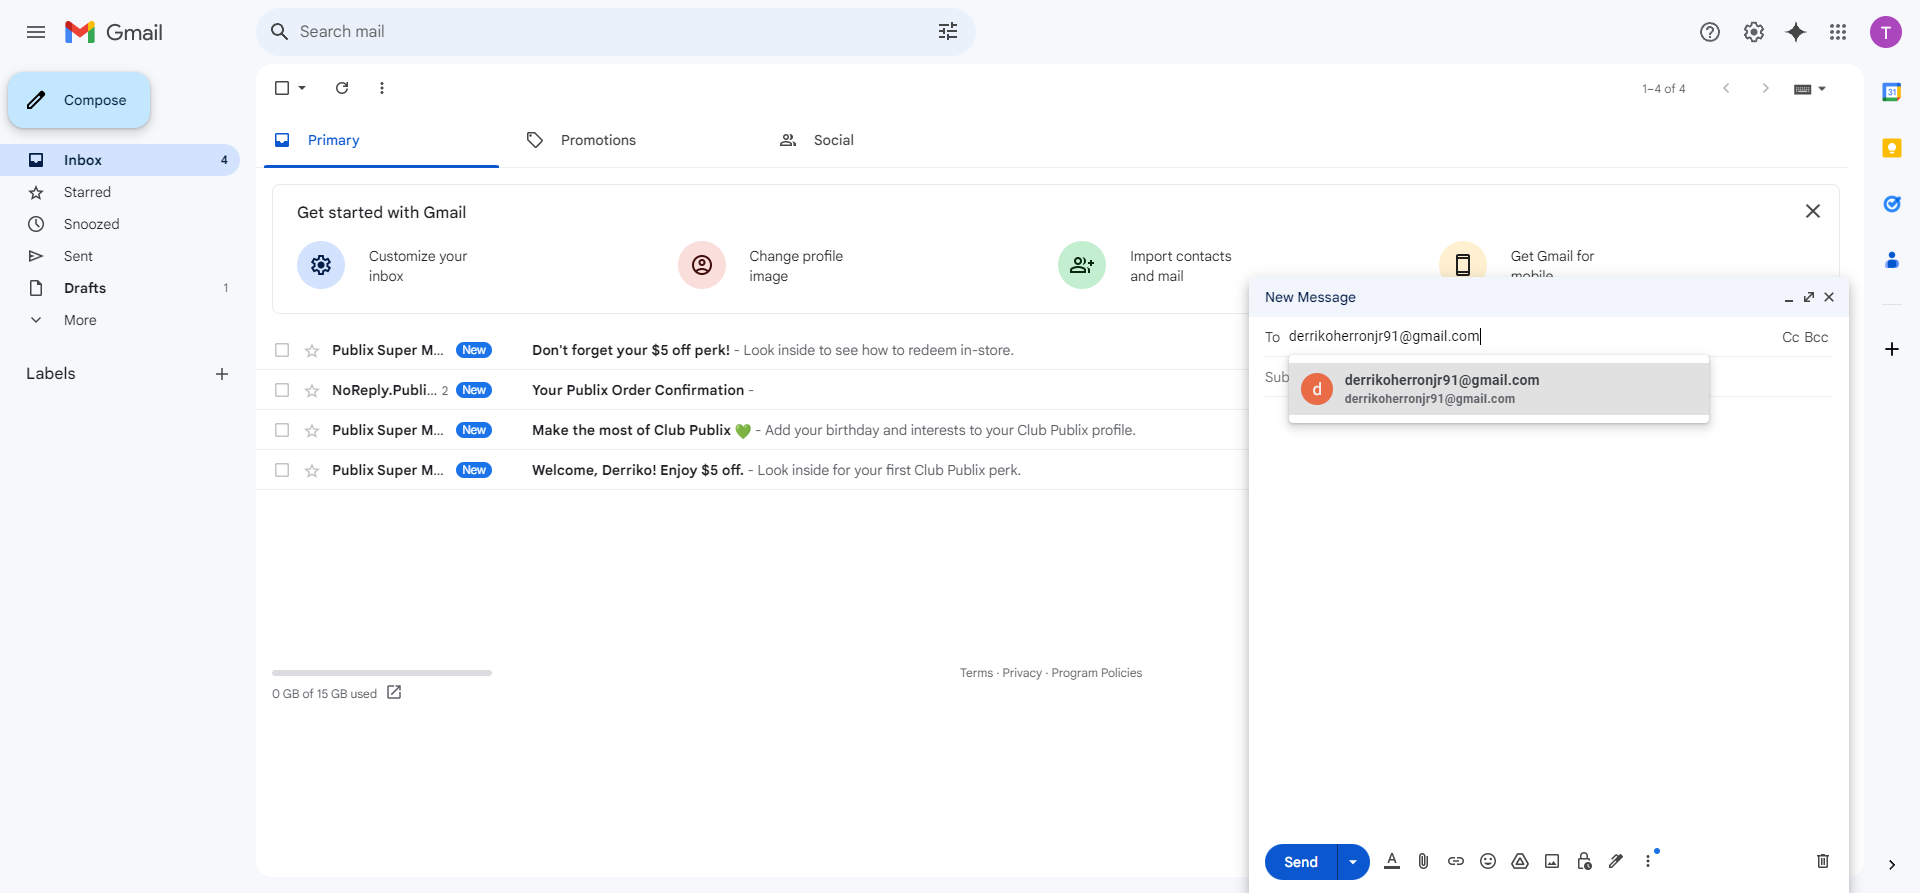 Gmail
Search mail
T
Compose
Inbox 4
Starred
Snoozed
Sent
Drafts 1
More
Labels
1–4 of 4
Primary
Promotions
Social
Get started with Gmail
Customize your
inbox
Change profile
image
Import contacts
and mail
Get Gmail for
mobile
Publix Super M... New Don't forget your $5 off perk! - Look inside to see how to redeem in-store.
NoReply.Publi... 2 New Your Publix Order Confirmation -
Publix Super M... New Make the most of Club Publix 💚 - Add your birthday and interests to your Club Publix profile.
Publix Super M... New Welcome, Derriko! Enjoy $5 off. - Look inside for your first Club Publix perk.
0 GB of 15 GB used
Terms · Privacy · Program Policies
New Message
To derrikoherronjr91@gmail.com Cc Bcc
Sub
d
derrikoherronjr91@gmail.com
derrikoherronjr91@gmail.com
Send
31